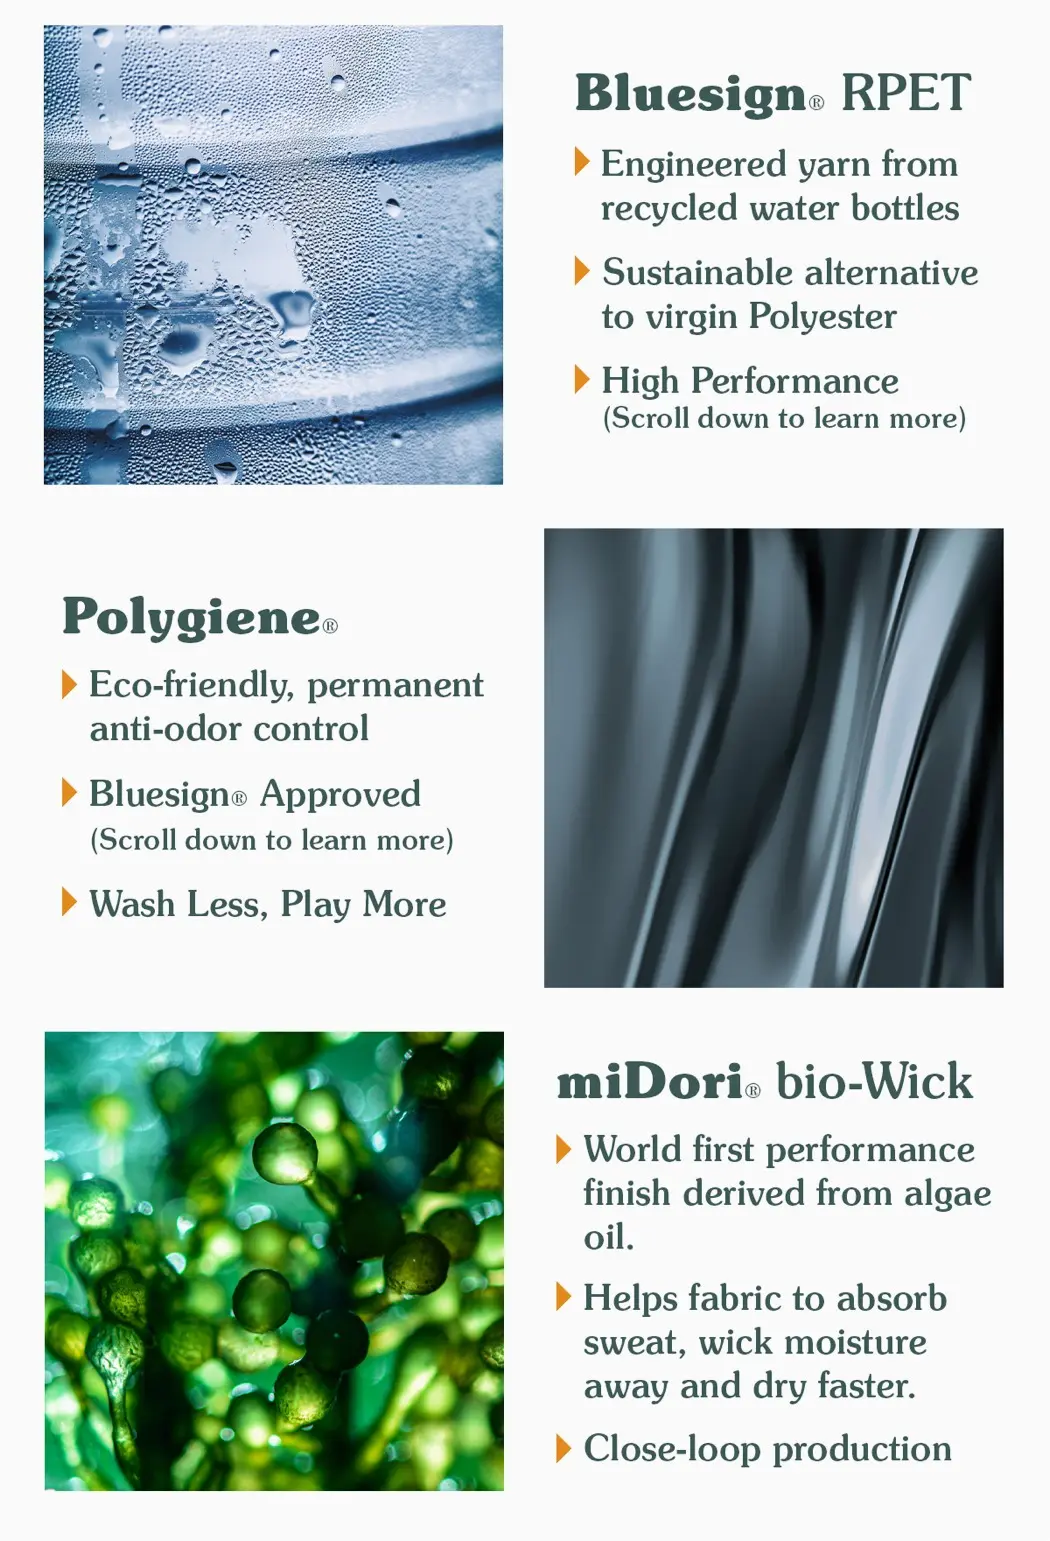 Bluesign® RPET
Engineered yarn from
recycled water bottles
Sustainable alternative
to virgin Polyester
High Performance
(Scroll down to learn more)
Polygiene®
Eco-friendly, permanent
anti-odor control
Bluesign® Approved
(Scroll down to learn more)
Wash Less, Play More
miDori® bio-Wick
World first performance
finish derived from algae
oil.
Helps fabric to absorb
sweat, wick moisture
away and dry faster.
Close-loop production